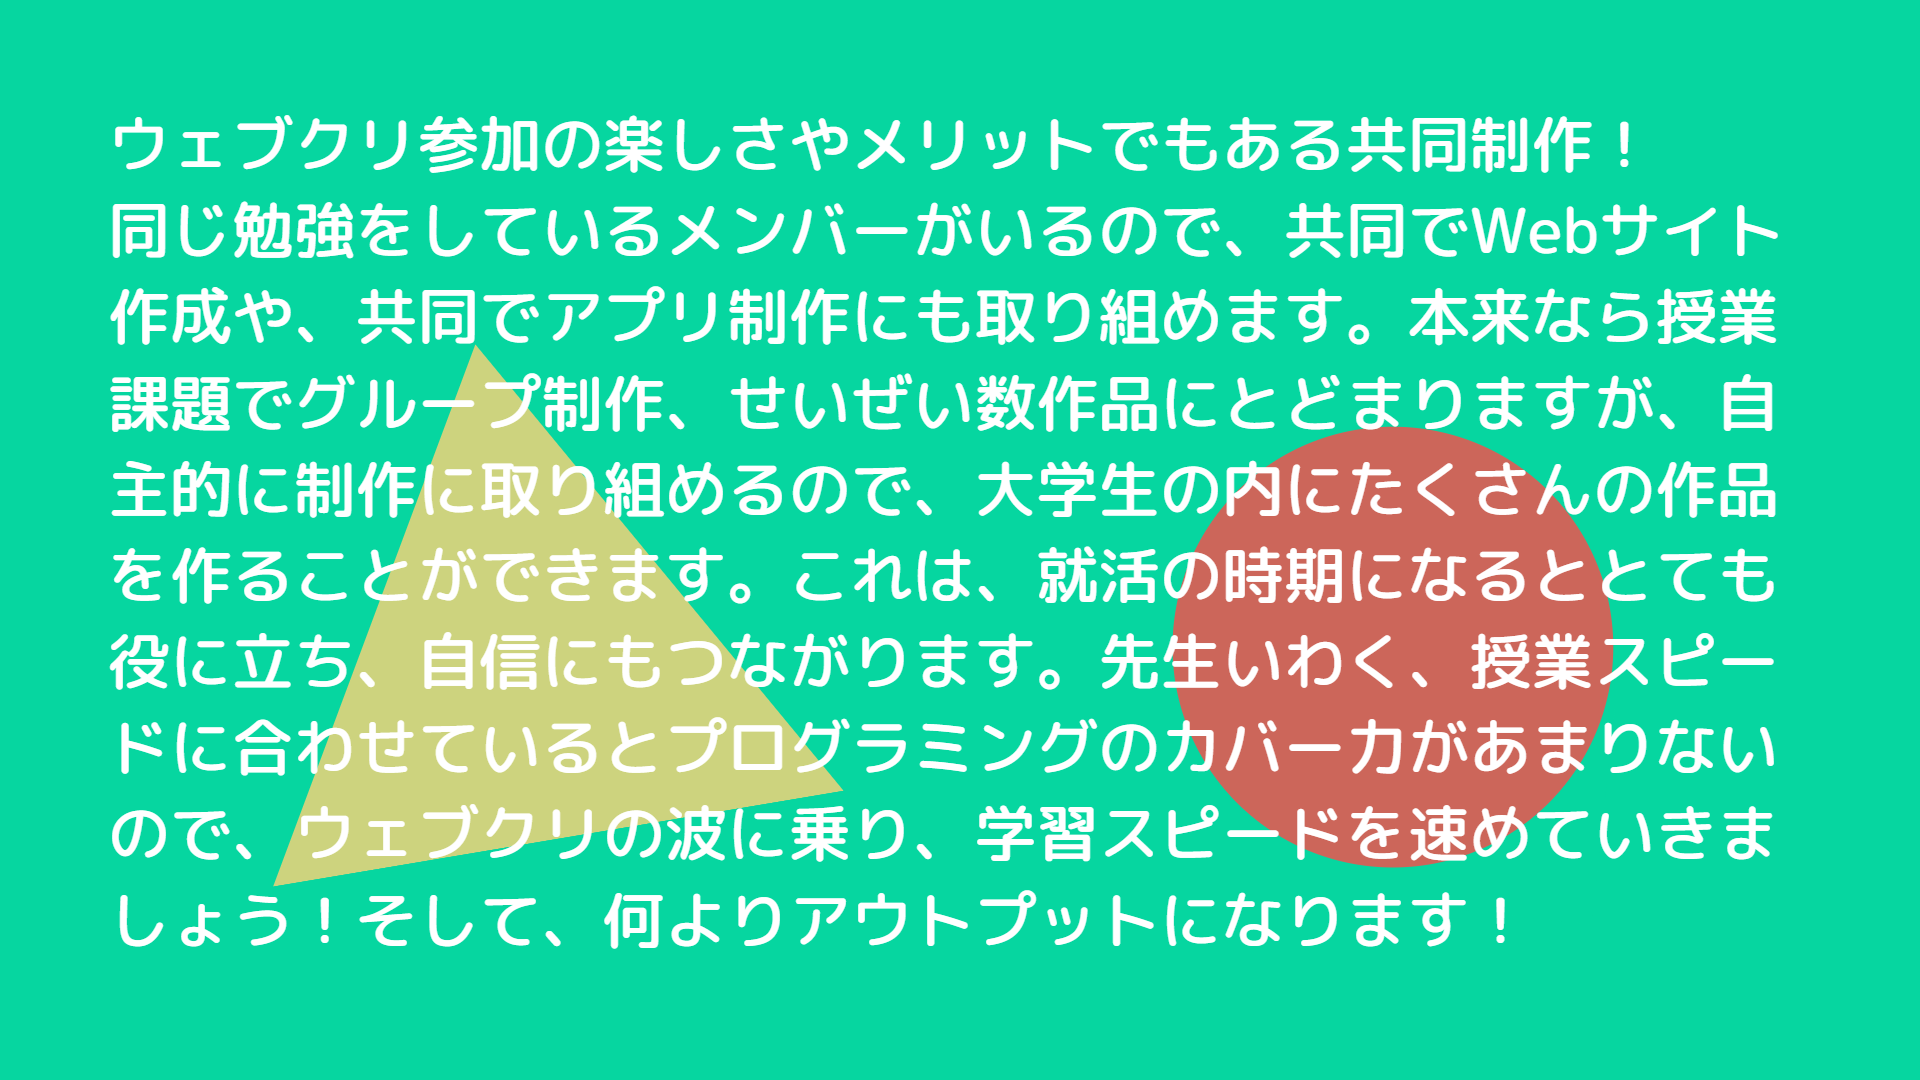 ウェブクリ参加の楽しさやメリットでもある共同制作！
同じ勉強をしているメンバーがいるので、共同でWebサイト
作成や、共同でアプリ制作にも取り組めます。本来なら授業
課題でグループ制作、せいぜい数作品にとどまりますが、自
主的に制作に取り組めるので、大学生の内にたくさんの作品
を作ることができます。これは、就活の時期になるととても
役に立ち、自信にもつながります。先生いわく、授業スピー
ドに合わせているとプログラミングのカバー力があまりない
ので、ウェブクリの波に乗り、学習スピードを速めていきま
しょう！そして、何よりアウトプットになります！